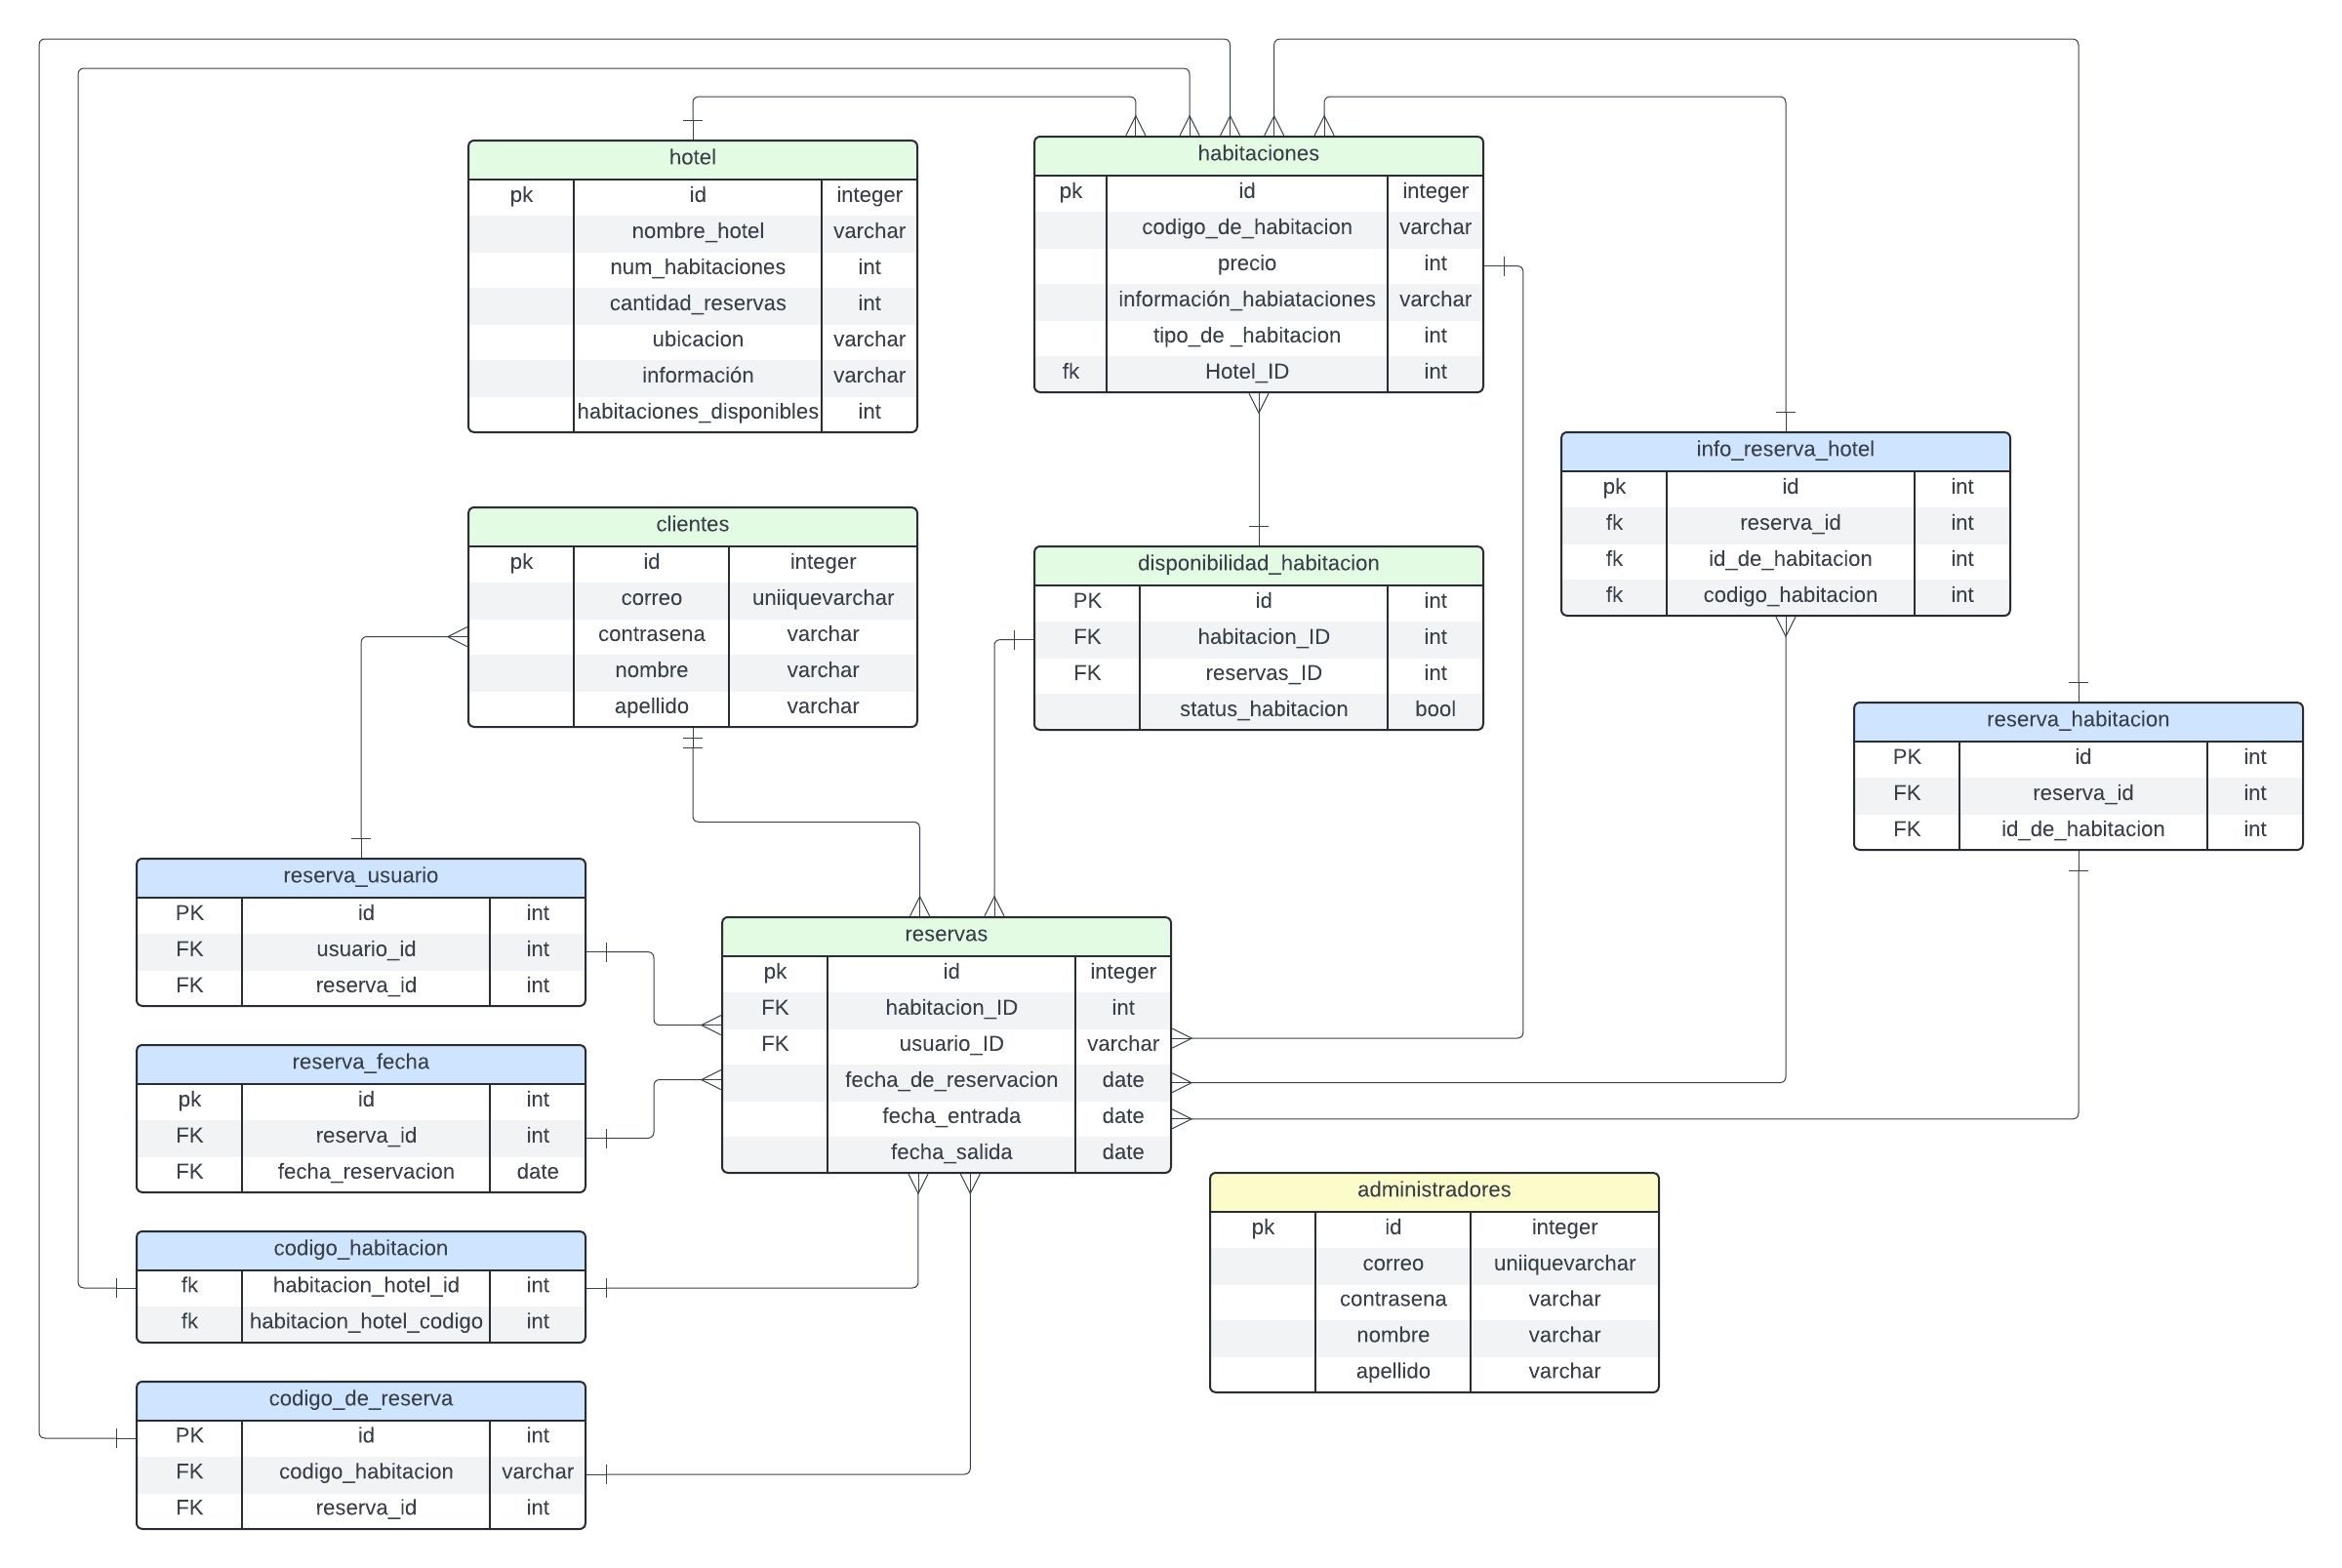 hotel
pk id integer
nombre_hotel varchar
num_habitaciones int
cantidad_reservas int
ubicacion varchar
información varchar
habitaciones_disponibles int
habitaciones
pk id integer
codigo_de_habitacion varchar
precio int
información_habiataciones varchar
tipo_de _habitacion int
fk Hotel_ID int
info_reserva_hotel
pk id int
fk reserva_id int
fk id_de_habitacion int
fk codigo_habitacion int
clientes
pk id integer
correo uniiquevarchar
contrasena varchar
nombre varchar
apellido varchar
disponibilidad_habitacion
PK id int
FK habitacion_ID int
FK reservas_ID int
status_habitacion bool
reserva_habitacion
PK id int
FK reserva_id int
FK id_de_habitacion int
reserva_usuario
PK id int
FK usuario_id int
FK reserva_id int
reservas
pk id integer
FK habitacion_ID int
FK usuario_ID varchar
fecha_de_reservacion date
fecha_entrada date
fecha_salida date
reserva_fecha
pk id int
FK reserva_id int
FK fecha_reservacion date
administradores
pk id integer
correo uniiquevarchar
contrasena varchar
nombre varchar
apellido varchar
codigo_habitacion
fk habitacion_hotel_id int
fk habitacion_hotel_codigo int
codigo_de_reserva
PK id int
FK codigo_habitacion varchar
FK reserva_id int